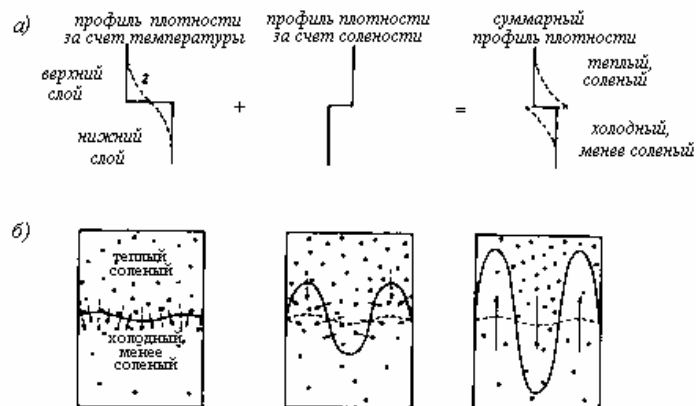 а)
профиль плотности
за счет температуры
профиль плотности
за счет солености
суммарный
профиль плотности
верхний
слой
2
+
=
теплый,
соленый
нижний
слой
холодный,
менее соленый
б)
теплый
соленый
холодный,
менее
соленый